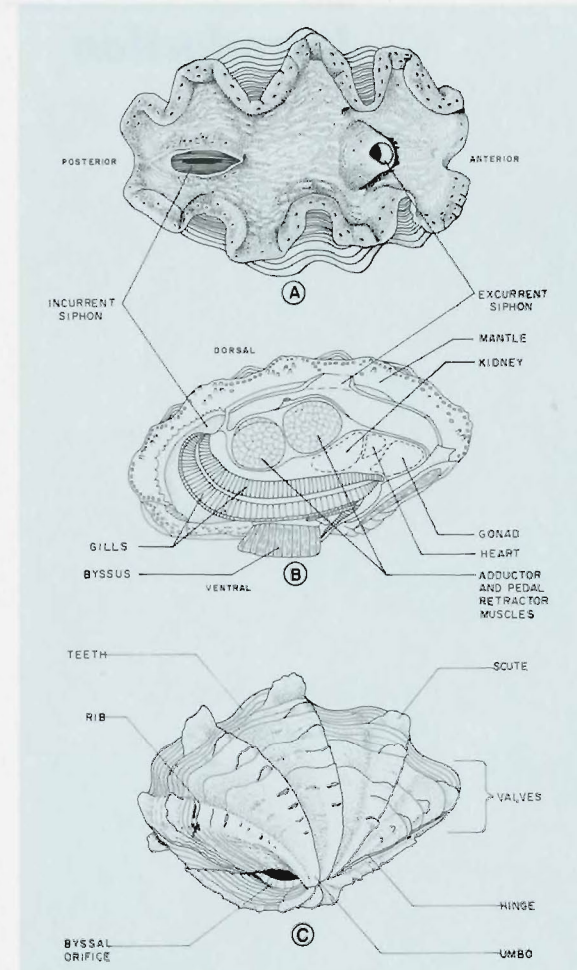 POSTERIOR
ANTERIOR
A
INCURRENT
SIPHON
EXCURRENT
SIPHON
DORSAL
MANTLE
KIDNEY
GILLS
BYSSUS
VENTRAL
B
GONAD
HEART
ADDUCTOR
AND PEDAL
RETRACTOR
MUSCLES
TEETH
SCUTE
RIB
VALVES
HINGE
C
BYSSAL
ORIFICE
UMBO